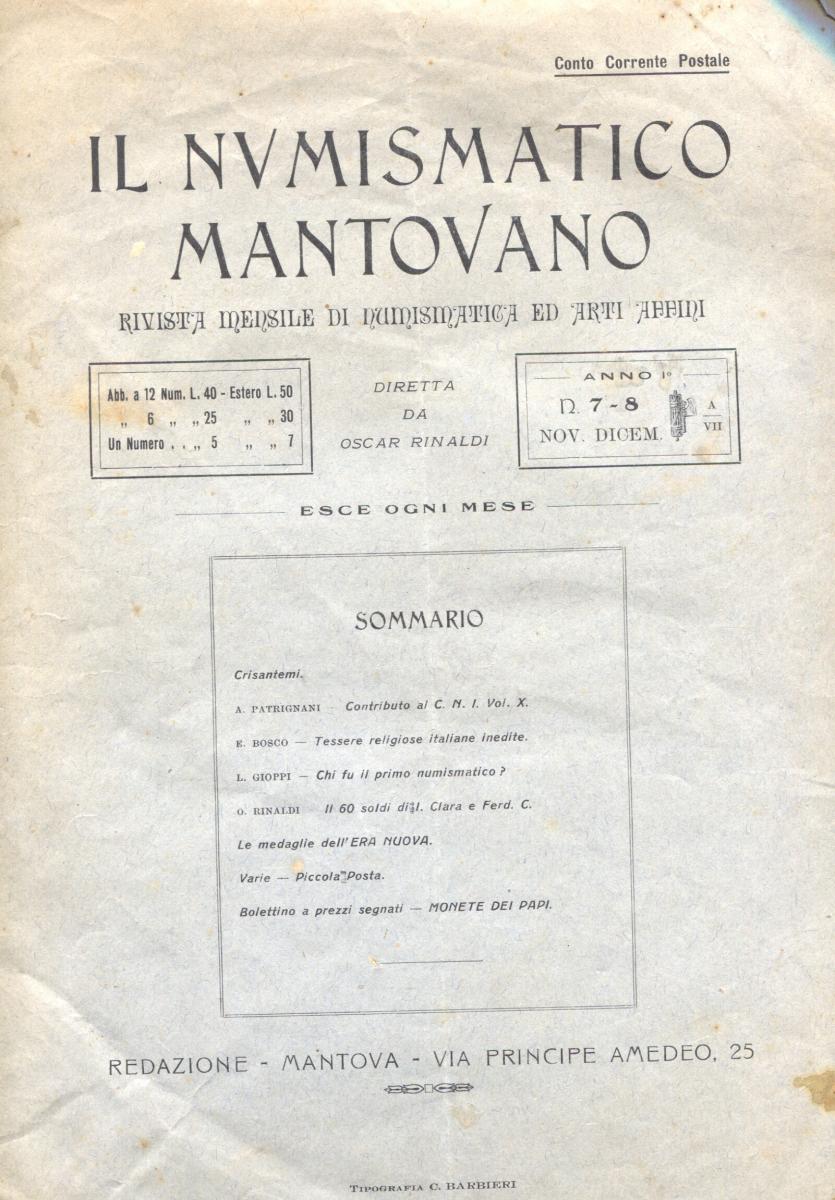 Conto Corrente Postale
IL NVMISMATICO
MANTOVANO
RIVISTA MENSILE DI NUMISMATICA ED ARTI AFFINI
Abb. a 12 Num. L. 40 - Estero L. 50
„ 6 „ „ 25 „ „ 30
Un Numero . . „ 5 „ „ 7
DIRETTA
DA
OSCAR RINALDI
ANNO Iº
N. 7 - 8
NOV. DICEM.
A
VII
ESCE OGNI MESE
SOMMARIO
Crisantemi.
A. PATRIGNANI - Contributo al C. N. I. Vol. X.
E. BOSCO — Tessere religiose italiane inedite.
L. GIOPPI — Chi fu il primo numismatico ?
O. RINALDI Il 60 soldi di I. Clara e Ferd. C.
Le medaglie dell'ERA NUOVA.
Varie — Piccola Posta.
Bolettino a prezzi segnati — MONETE DEI PAPI.
REDAZIONE - MANTOVA - VIA PRINCIPE AMEDEO, 25
TIPOGRAFIA C. BARBIERI